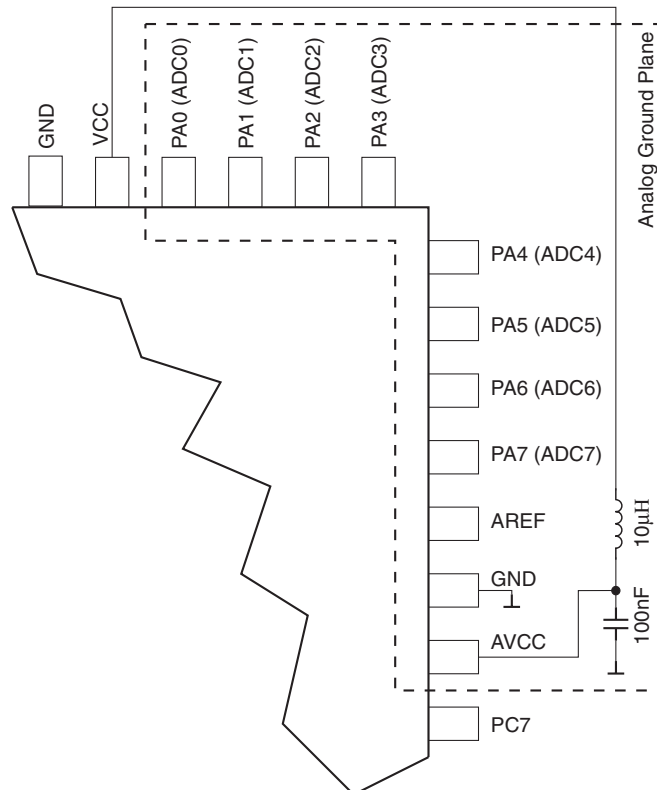 GND
VCC
PA0 (ADC0)
PA1 (ADC1)
PA2 (ADC2)
PA3 (ADC3)
Analog Ground Plane
PA4 (ADC4)
PA5 (ADC5)
PA6 (ADC6)
PA7 (ADC7)
AREF
10μH
GND
AVCC
100nF
PC7